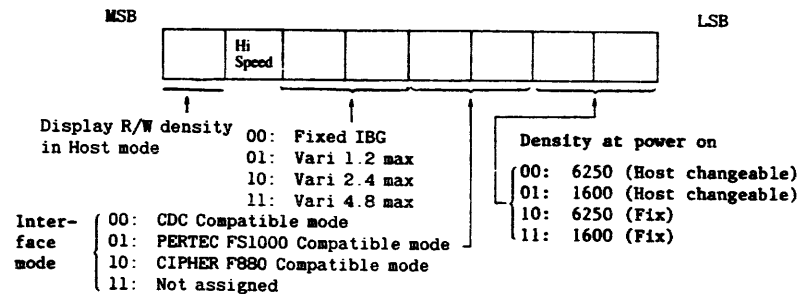 MSB
LSB
Hi
Speed
Display R/W density
in Host mode
00: Fixed IBG
01: Vari 1.2 max
10: Vari 2.4 max
11: Vari 4.8 max
Density at power on
00: 6250 (Host changeable)
01: 1600 (Host changeable)
10: 6250 (Fix)
11: 1600 (Fix)
Inter-
face
mode
00: CDC Compatible mode
01: PERTEC FS1000 Compatible mode
10: CIPHER F880 Compatible mode
11: Not assigned